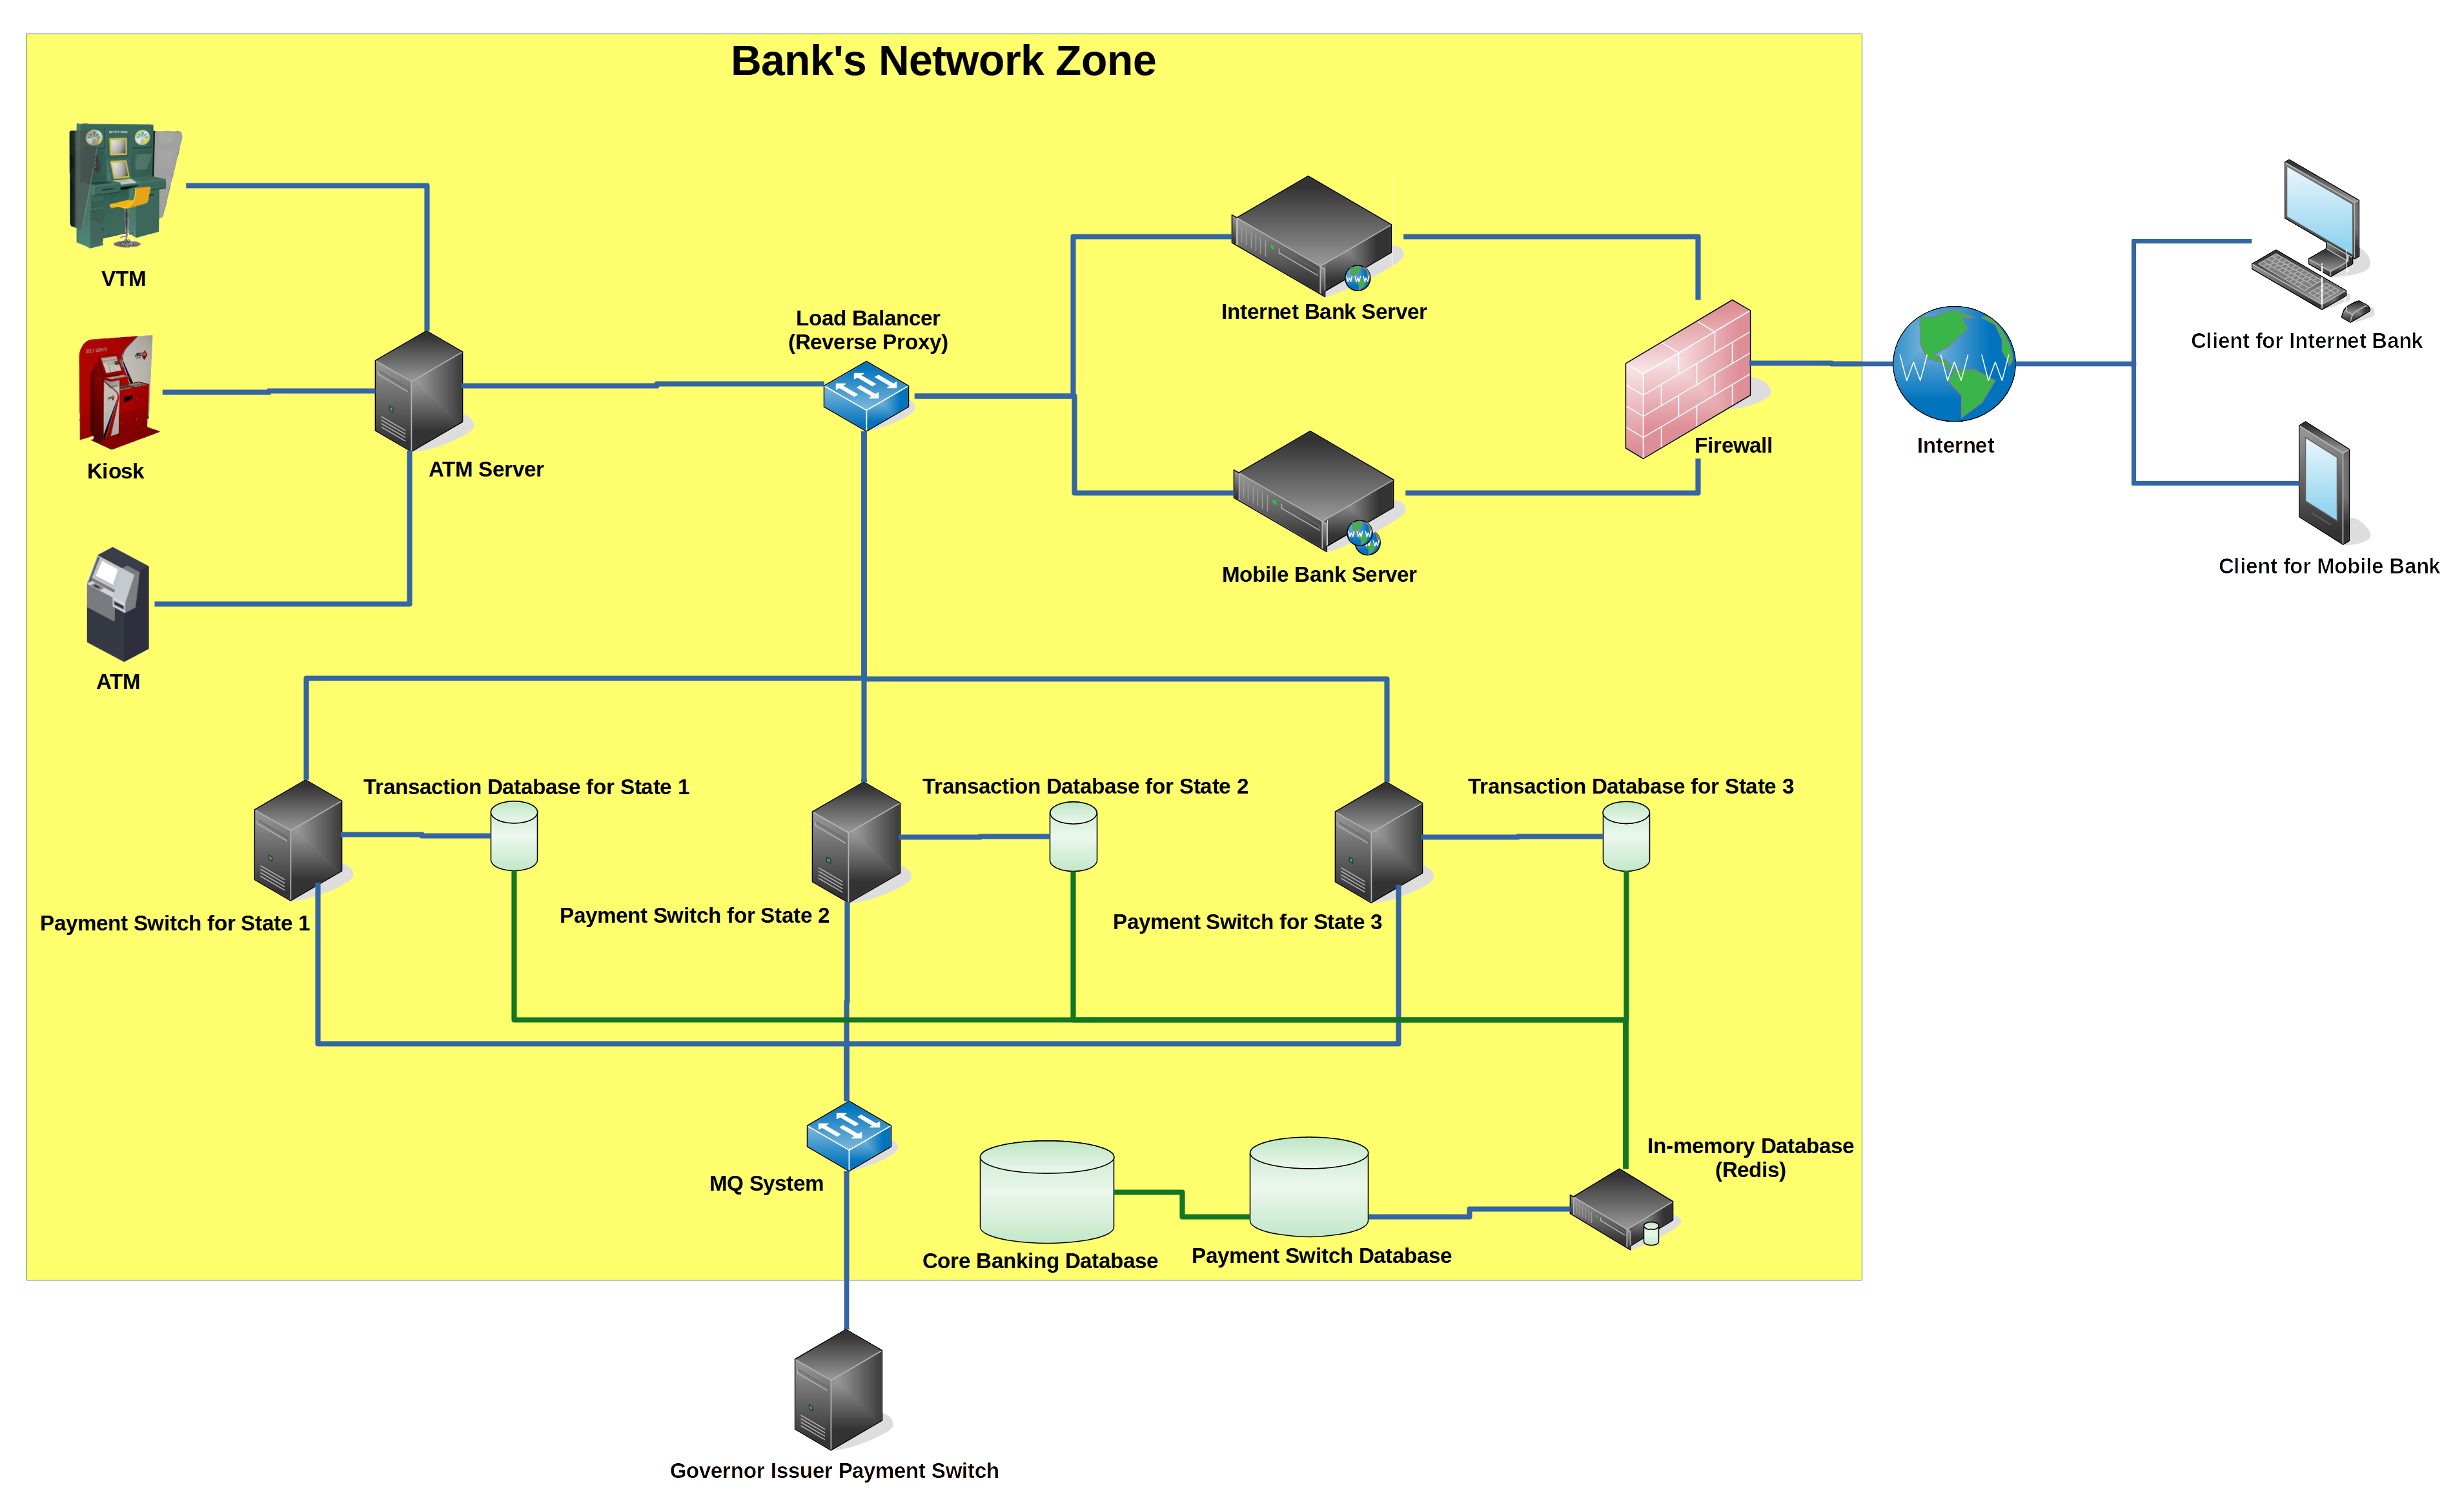 Bank's Network Zone
VTM
Kiosk
ATM
ATM Server
Load Balancer
(Reverse Proxy)
Internet Bank Server
Mobile Bank Server
Firewall
Internet
Client for Internet Bank
Client for Mobile Bank
Transaction Database for State 1
Transaction Database for State 2
Transaction Database for State 3
Payment Switch for State 1
Payment Switch for State 2
Payment Switch for State 3
MQ System
Core Banking Database
Payment Switch Database
In-memory Database
(Redis)
Governor Issuer Payment Switch